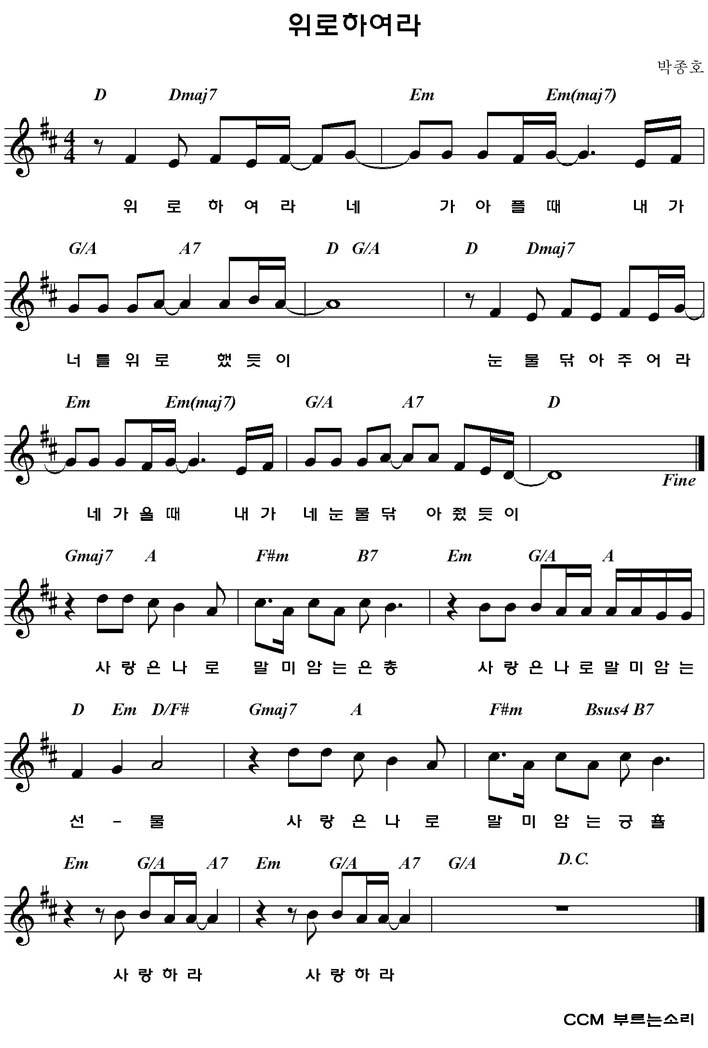 위로하여라
박종호
D Dmaj7 Em Em(maj7)
4
4
위 로 하 여 라 네 가 아 플 때 내 가
G/A A7 D G/A D Dmaj7
너 를 위 로 했 듯 이 눈 물 닦 아 주 어 라
Em Em(maj7) G/A A7 D
Fine
네 가 울 때 내 가 네 눈 물 닦 아 줬 듯 이
Gmaj7 A F#m B7 Em G/A A
사 랑 은 나 로 말 미 암 는 은 총 사 랑 은 나 로 말 미 암 는
D Em D/F# Gmaj7 A F#m Bsus4 B7
선 - 물 사 랑 은 나 로 말 미 암 는 긍 휼
Em G/A A7 Em G/A A7 G/A D.C.
사 랑 하 라 사 랑 하 라
CCM 부르는소리